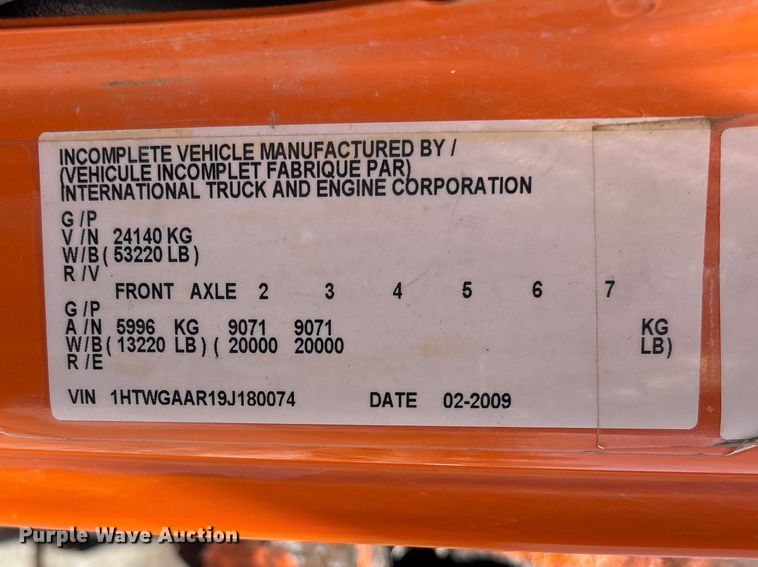 INCOMPLETE VEHICLE MANUFACTURED BY /
(VEHICULE INCOMPLET FABRIQUE PAR)
INTERNATIONAL TRUCK AND ENGINE CORPORATION
G /P
V /N 24140 KG
W/B ( 53220 LB )
R /V
FRONT AXLE 2 3 4 5 6 7
G /P
A /N 5996 KG 9071 9071 KG
W/B ( 13220 LB ) ( 20000 20000 LB )
R /E
VIN 1HTWGAAR19J180074 DATE 02-2009
Purple Wave Auction